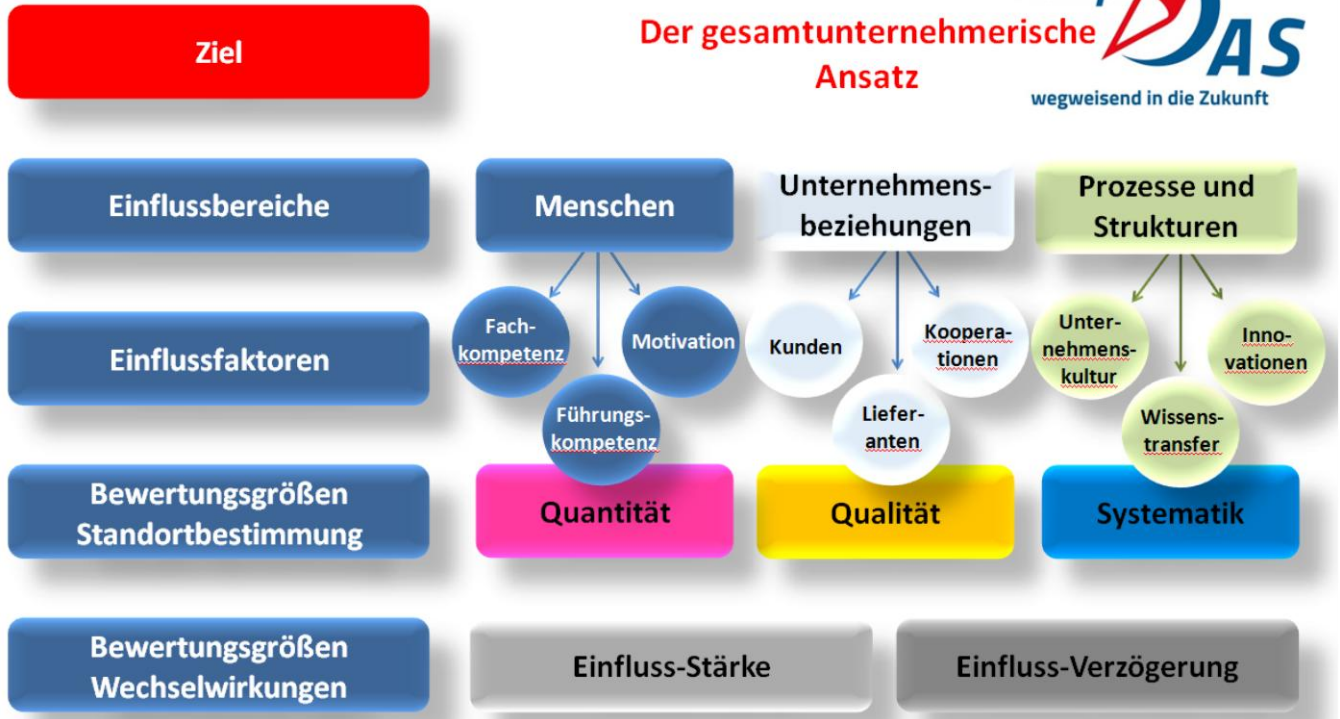 Ziel
Der gesamtunternehmerische
Ansatz
AS
wegweisend in die Zukunft
Einflussbereiche
Menschen
Unternehmens-
beziehungen
Prozesse und
Strukturen
Einflussfaktoren
Fach-
kompetenz
Führungs-
kompetenz
Motivation
Kunden
Liefer-
anten
Koopera-
tionen
Unter-
nehmens-
kultur
Wissens-
transfer
Inno-
vationen
Bewertungsgrößen
Standortbestimmung
Quantität
Qualität
Systematik
Bewertungsgrößen
Wechselwirkungen
Einfluss-Stärke
Einfluss-Verzögerung